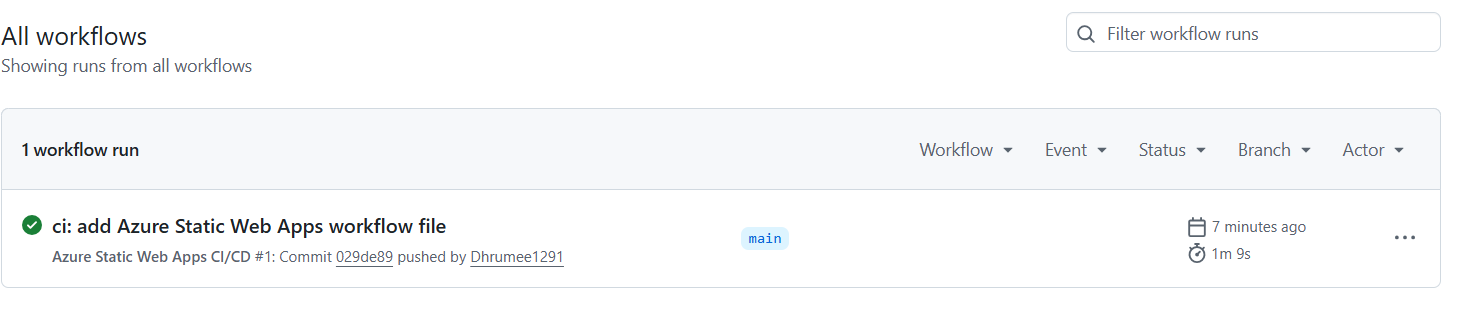 All workflows
Filter workflow runs
Showing runs from all workflows
1 workflow run
Workflow Event Status Branch Actor
ci: add Azure Static Web Apps workflow file
Azure Static Web Apps CI/CD #1: Commit 029de89 pushed by Dhrumee1291
main
7 minutes ago
1m 9s